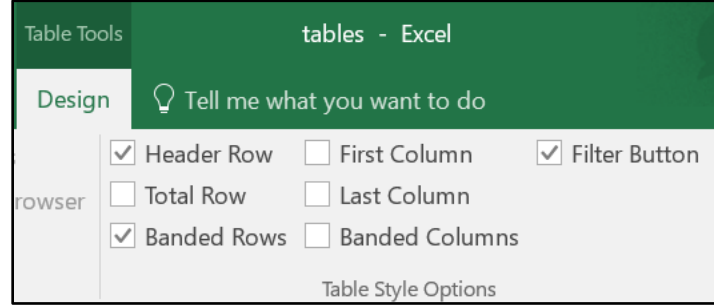 Table Tools
tables - Excel
Design
Tell me what you want to do
Header Row
First Column
Filter Button
Total Row
Last Column
Banded Rows
Banded Columns
Table Style Options